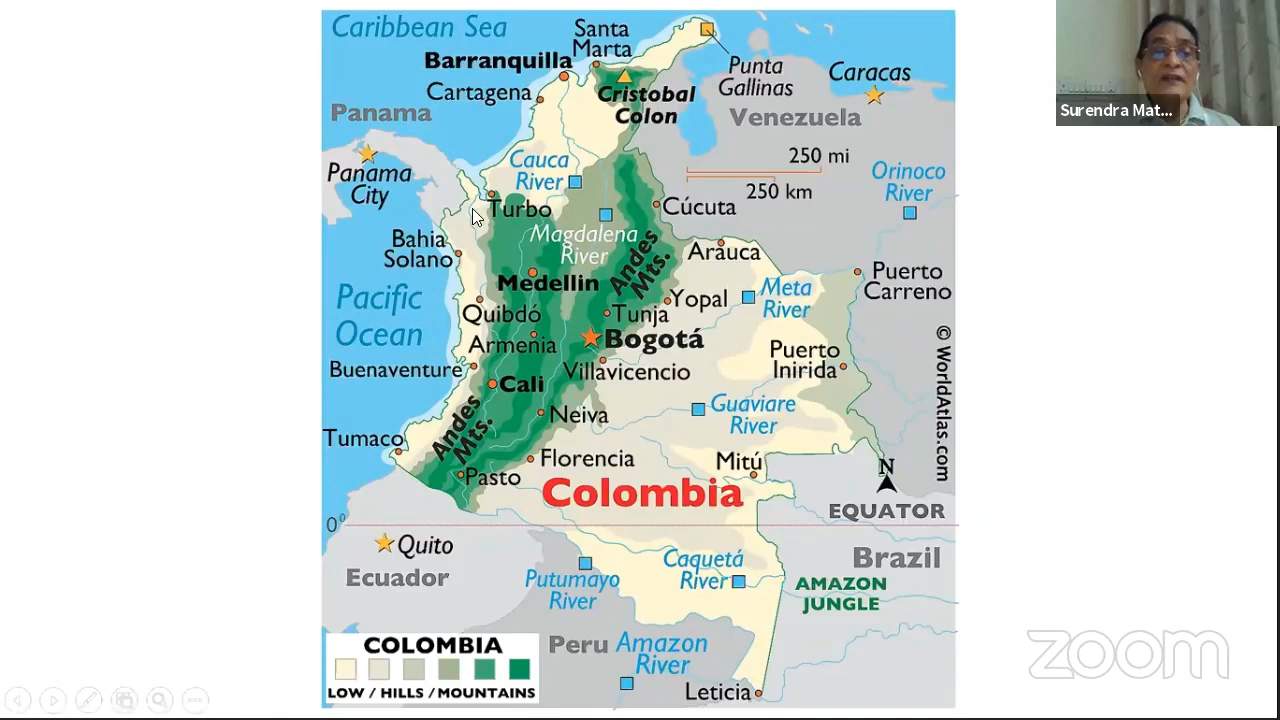 Caribbean Sea
Santa
Marta
Barranquilla
Cartagena
Cristobal
Colon
Punta
Gallinas
Caracas
Venezuela
Panama
Panama
City
Cauca
River
250 mi
250 km
Orinoco
River
Turbo
Cúcuta
Magdalena
River
Bahia
Solano
Andes
Mts.
Arauca
Puerto
Carreno
Medellin
Pacific
Ocean
Quibdó
Yopal
Meta
River
Tunja
Armenia
Bogotá
Buenaventure
Villavicencio
Puerto
Inirida
Cali
Guaviare
River
Neiva
Andes
Mts.
Tumaco
Florencia
Mitú
Pasto
Colombia
N
© WorldAtlas.com
EQUATOR
0°
Quito
Ecuador
Brazil
Putumayo
River
Caquetá
River
AMAZON
JUNGLE
Peru
Amazon
River
Leticia
COLOMBIA
LOW / HILLS / MOUNTAINS
Surendra Mat...
zoom